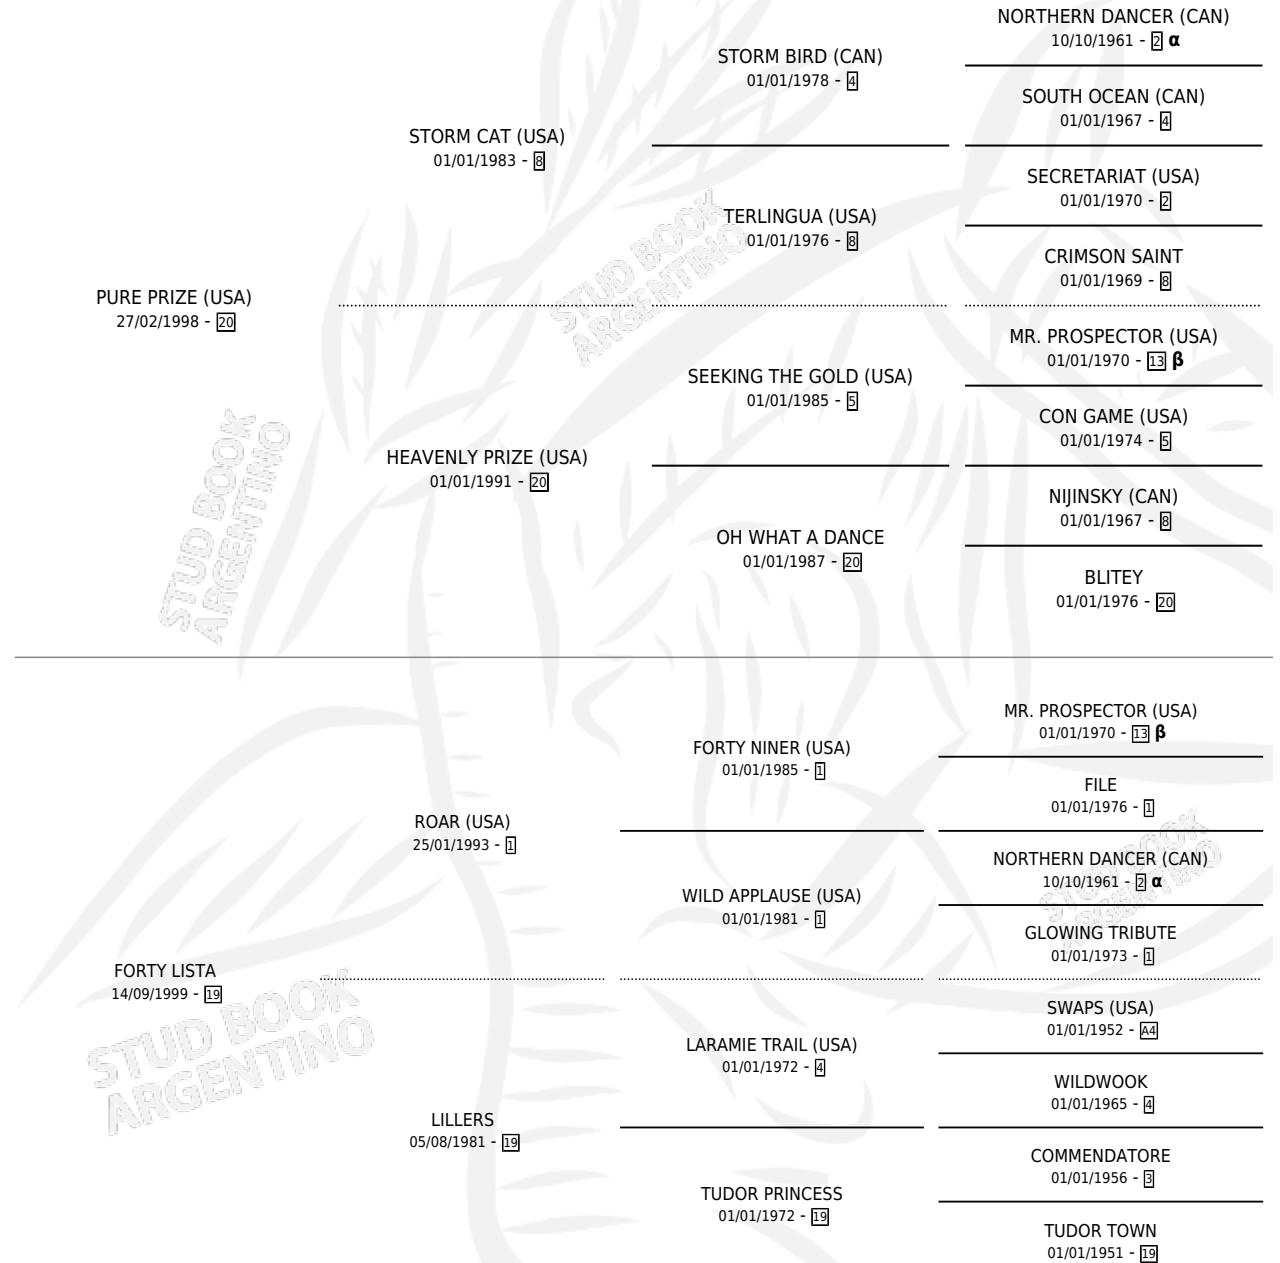 NORTHERN DANCER (CAN)
10/10/1961 - 2 α
STORM BIRD (CAN)
01/01/1978 - 4
SOUTH OCEAN (CAN)
01/01/1967 - 4
STORM CAT (USA)
01/01/1983 - 8
SECRETARIAT (USA)
01/01/1970 - 2
TERLINGUA (USA)
01/01/1976 - 8
CRIMSON SAINT
01/01/1969 - 8
PURE PRIZE (USA)
27/02/1998 - 20
MR. PROSPECTOR (USA)
01/01/1970 - 13 β
SEEKING THE GOLD (USA)
01/01/1985 - 5
CON GAME (USA)
01/01/1974 - 5
HEAVENLY PRIZE (USA)
01/01/1991 - 20
NIJINSKY (CAN)
01/01/1967 - 8
OH WHAT A DANCE
01/01/1987 - 20
BLITEY
01/01/1976 - 20
MR. PROSPECTOR (USA)
01/01/1970 - 13 β
FORTY NINER (USA)
01/01/1985 - 1
FILE
01/01/1976 - 1
ROAR (USA)
25/01/1993 - 1
NORTHERN DANCER (CAN)
10/10/1961 - 2 α
WILD APPLAUSE (USA)
01/01/1981 - 1
GLOWING TRIBUTE
01/01/1973 - 1
FORTY LISTA
14/09/1999 - 19
SWAPS (USA)
01/01/1952 - A4
LARAMIE TRAIL (USA)
01/01/1972 - 4
WILDWOOK
01/01/1965 - 4
LILLERS
05/08/1981 - 19
COMMENDATORE
01/01/1956 - 3
TUDOR PRINCESS
01/01/1972 - 19
TUDOR TOWN
01/01/1951 - 19
STUD BOOK
ARGENTINO
STUD BOOK
ARGENTINO
STUD BOOK
ARGENTINO
STUD BOOK
ARGENTINO